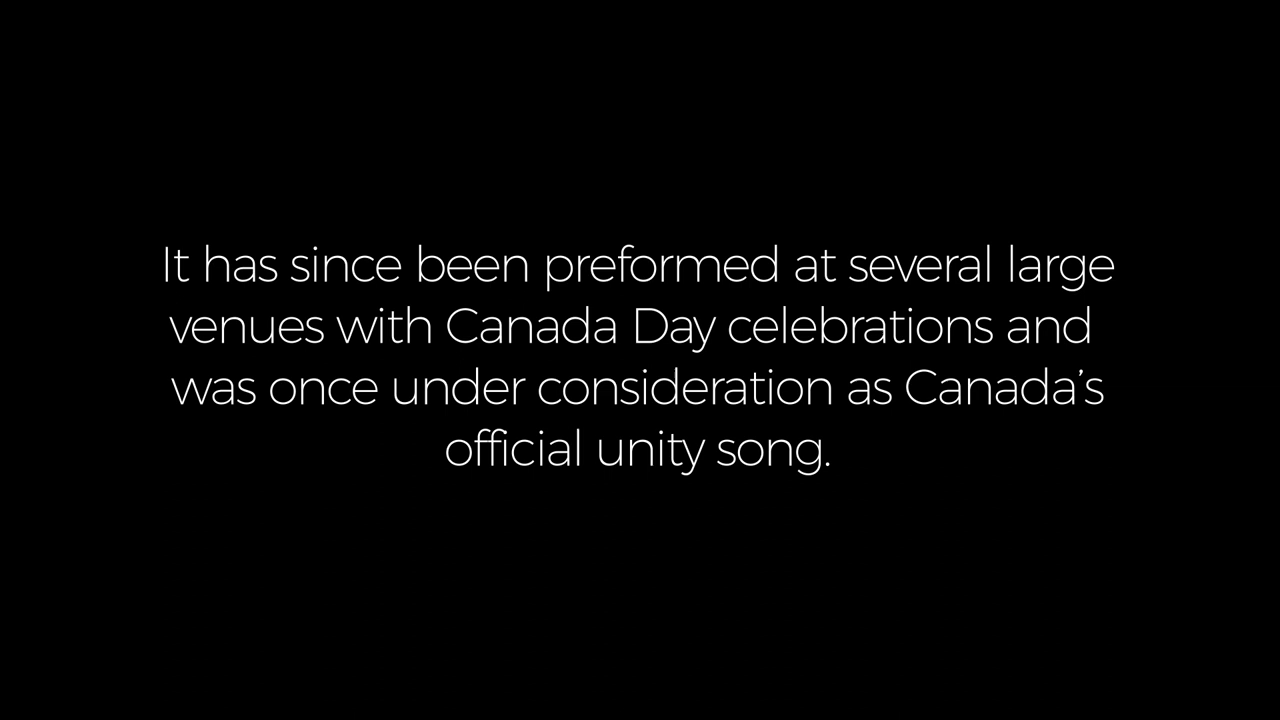 It has since been preformed at several large
venues with Canada Day celebrations and
was once under consideration as Canada’s
official unity song.